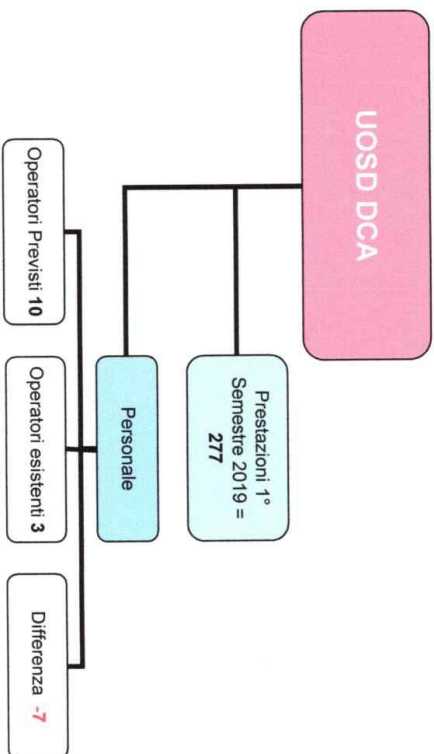 UOSD DCA
Prestazioni 1°
Semestre 2019 =
277
Personale
Operatori Previsti 10
Operatori esistenti 3
Differenza -7